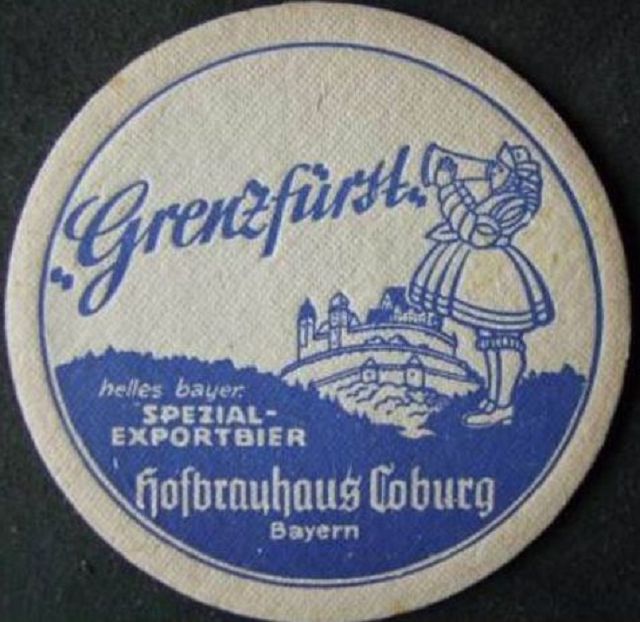 „Grenzfürst“
helles bayer.
SPEZIAL-
EXPORTBIER
Hofbrauhaus Coburg
Bayern